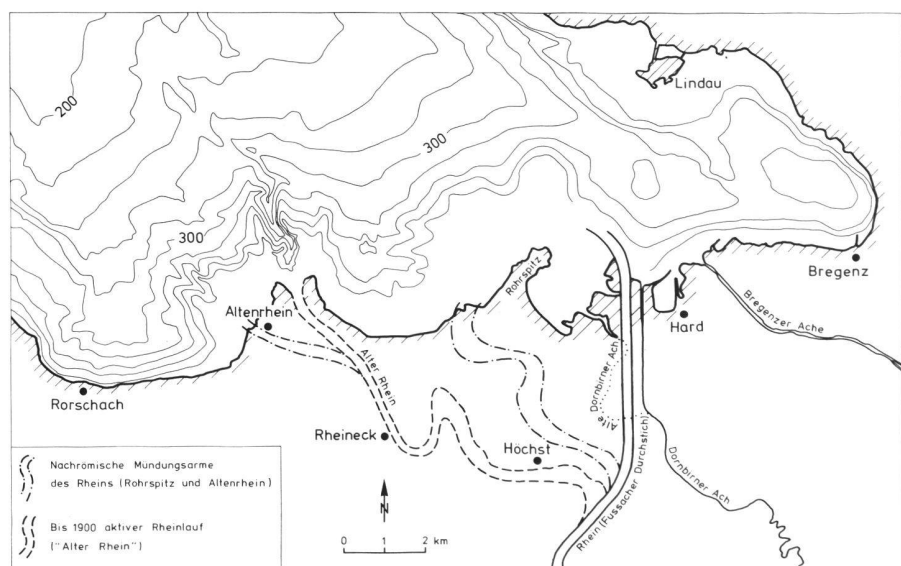 Lindau
200
300
300
Rohrspitz
Bregenz
Altenrhein
Hard
Bregenzer Ache
Alter Rhein
Alte Dornbirner Ach
Rorschach
Rheineck
Höchst
Rhein (Fussacher Durchstich)
Dornbirner Ach
Nachrömische Mündungsarme
des Rheins (Rohrspitz und Altenrhein)
N
Bis 1900 aktiver Rheinlauf
("Alter Rhein")
0 1 2 km